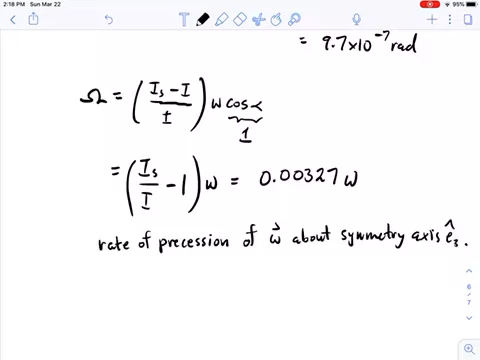 2:18 PM Sun Mar 22
95%
= 9.7×10⁻⁷ rad
Ω = (I_s − I / I) ω cos α
1
= (I_s / I − 1) ω = 0.00327 ω
rate of precession of ω⃗ about symmetry axis ê₃.
6
/
7